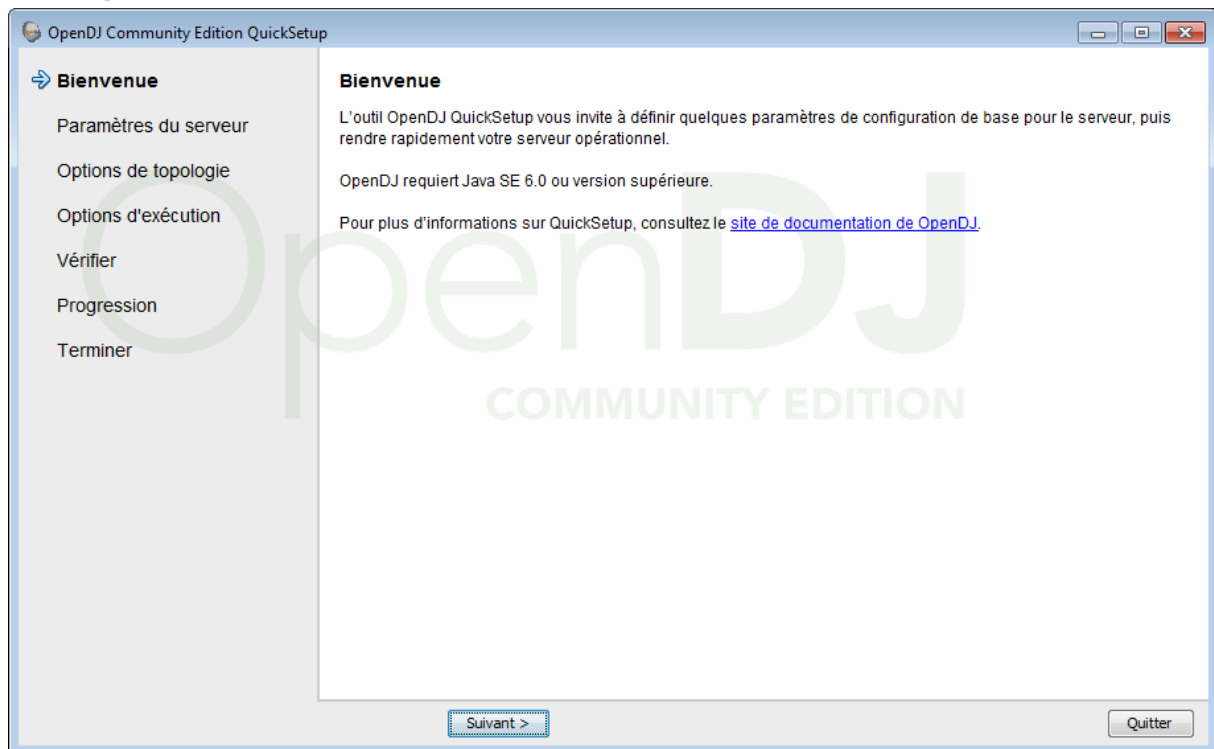 OpenDJ Community Edition QuickSetup
Bienvenue
Paramètres du serveur
Options de topologie
Options d'exécution
Vérifier
Progression
Terminer
Bienvenue
L'outil OpenDJ QuickSetup vous invite à définir quelques paramètres de configuration de base pour le serveur, puis
rendre rapidement votre serveur opérationnel.
OpenDJ requiert Java SE 6.0 ou version supérieure.
Pour plus d'informations sur QuickSetup, consultez le site de documentation de OpenDJ.
OpenDJ
COMMUNITY EDITION
Suivant >
Quitter